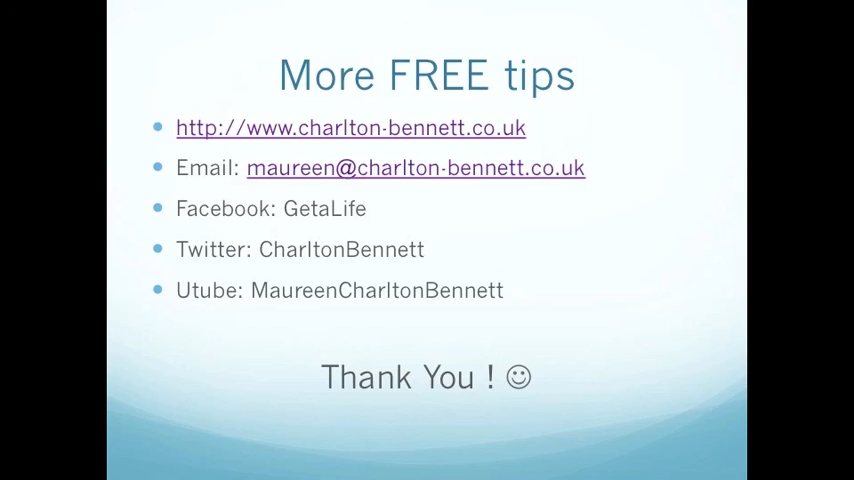 More FREE tips
http://www.charlton-bennett.co.uk
Email: maureen@charlton-bennett.co.uk
Facebook: GetaLife
Twitter: CharltonBennett
Utube: MaureenCharltonBennett
Thank You ! ☺